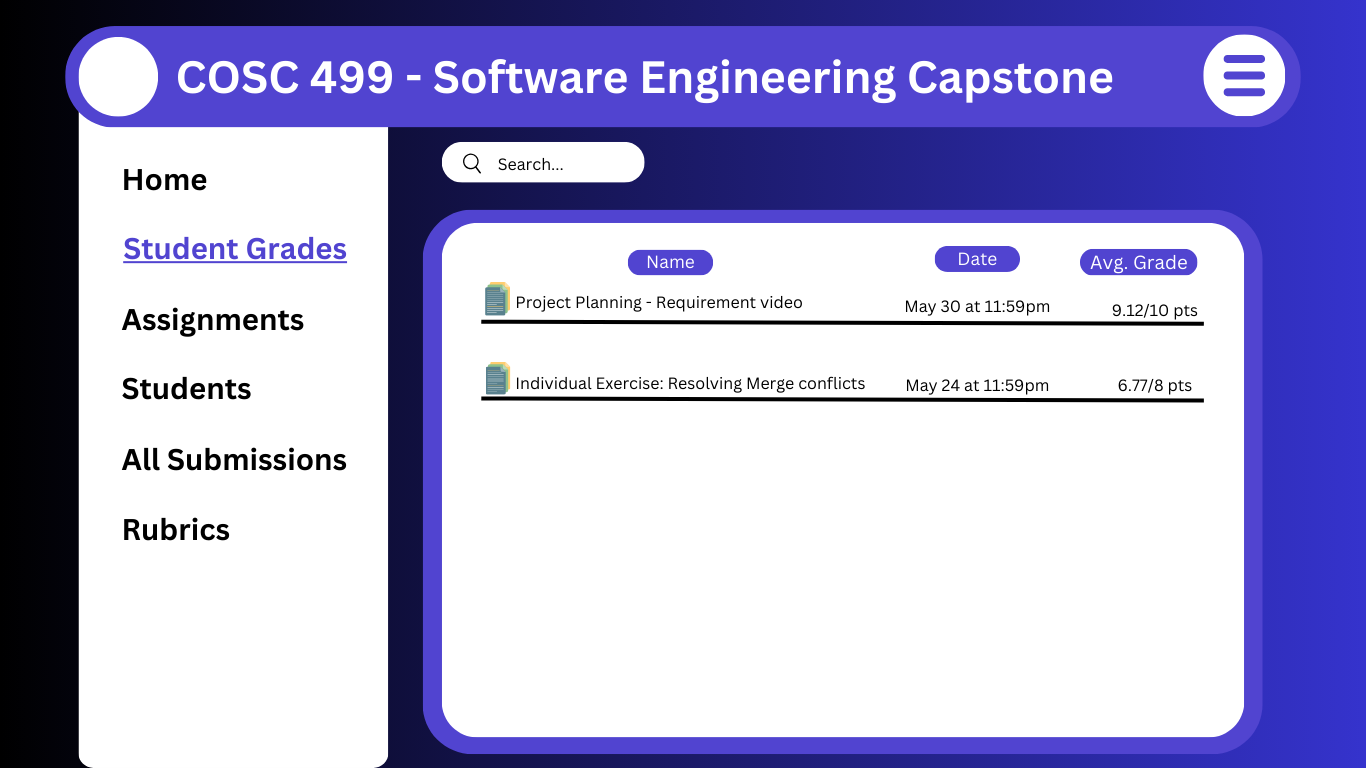 COSC 499 - Software Engineering Capstone
Home
Student Grades
Assignments
Students
All Submissions
Rubrics
Search...
Name Date Avg. Grade
Project Planning - Requirement video May 30 at 11:59pm 9.12/10 pts
Individual Exercise: Resolving Merge conflicts May 24 at 11:59pm 6.77/8 pts